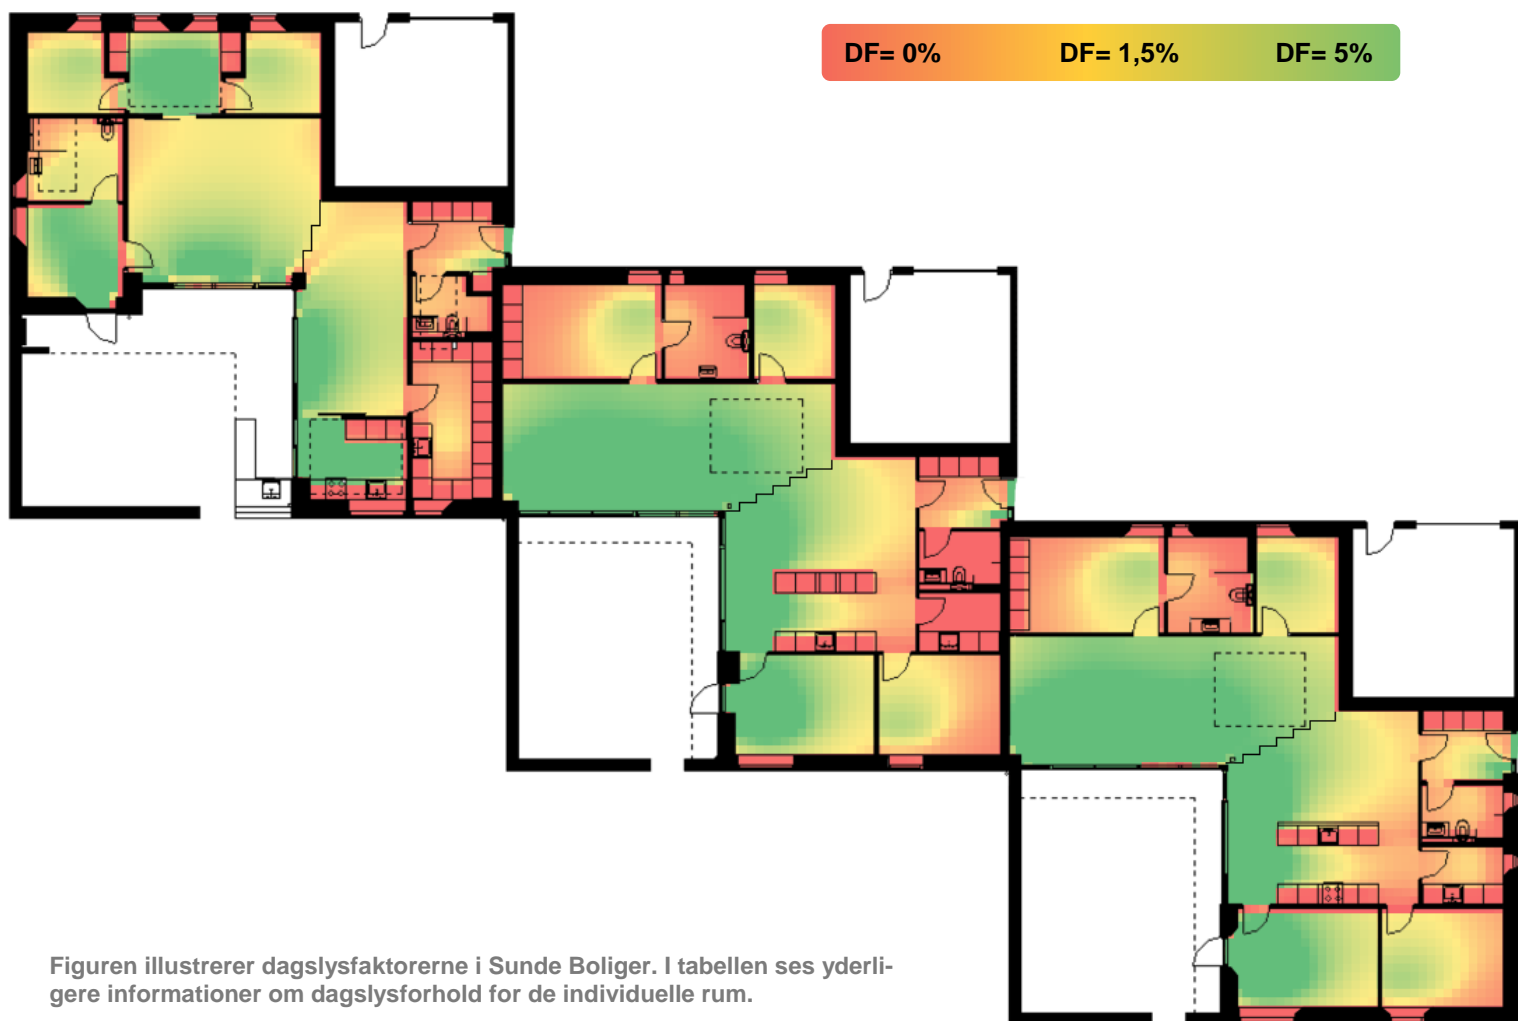 DF= 0% DF= 1,5% DF= 5%
Figuren illustrerer dagslysfaktorerne i Sunde Boliger. I tabellen ses yderli-
gere informationer om dagslysforhold for de individuelle rum.